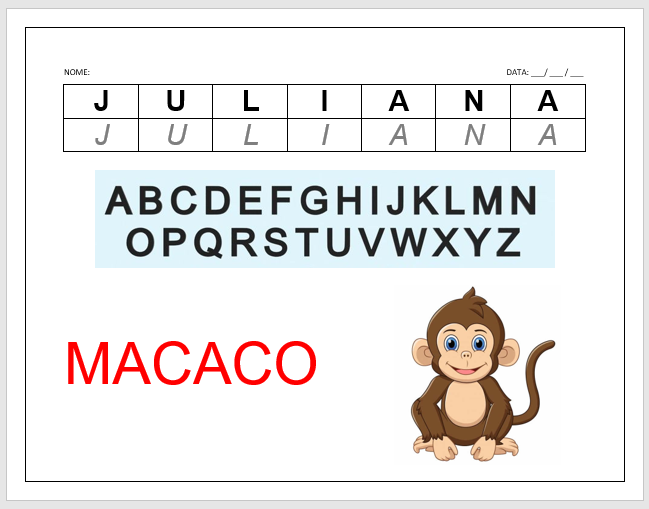 NOME: DATA: ___/ ___ / ___
J U L I A N A
J U L I A N A
ABCDEFGHIJKLMN
OPQRSTUVWXYZ
MACACO